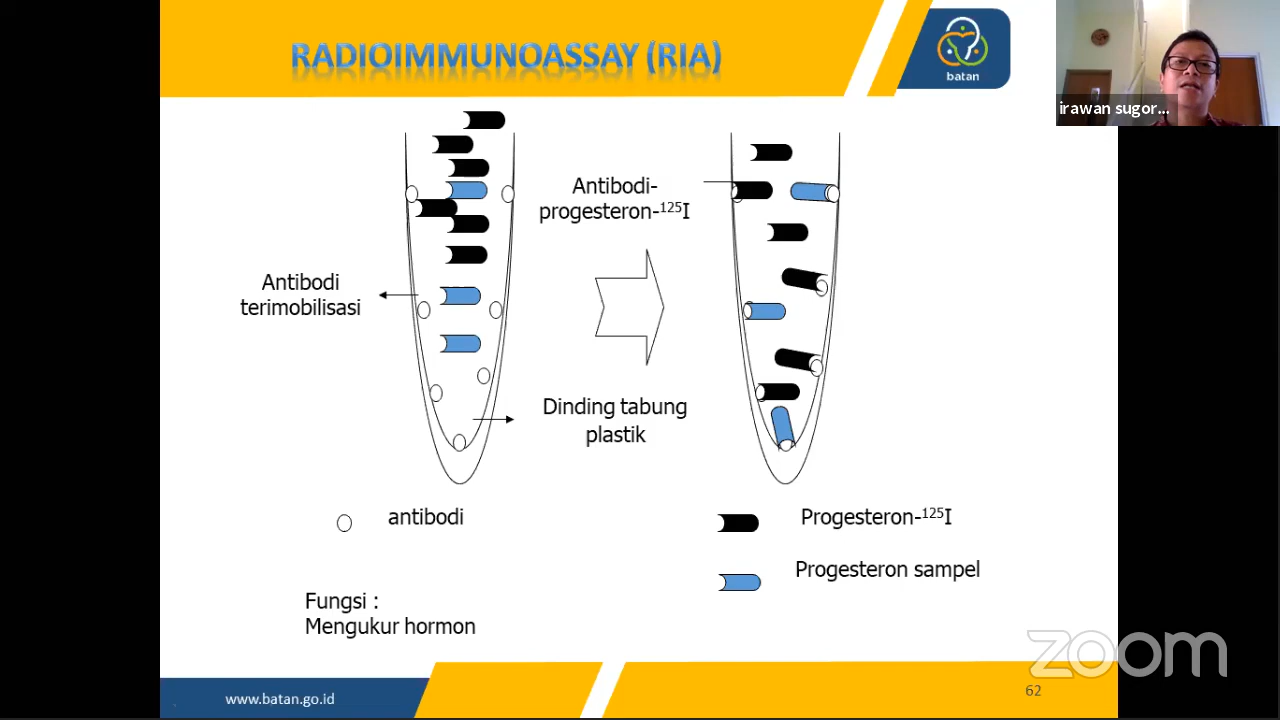 RADIOIMMUNOASSAY (RIA)
batan
irawan sugor...
Antibodi-
progesteron-¹²⁵I
Antibodi
terimobilisasi
Dinding tabung
plastik
antibodi
Progesteron-¹²⁵I
Progesteron sampel
Fungsi :
Mengukur hormon
zoom
www.batan.go.id
62